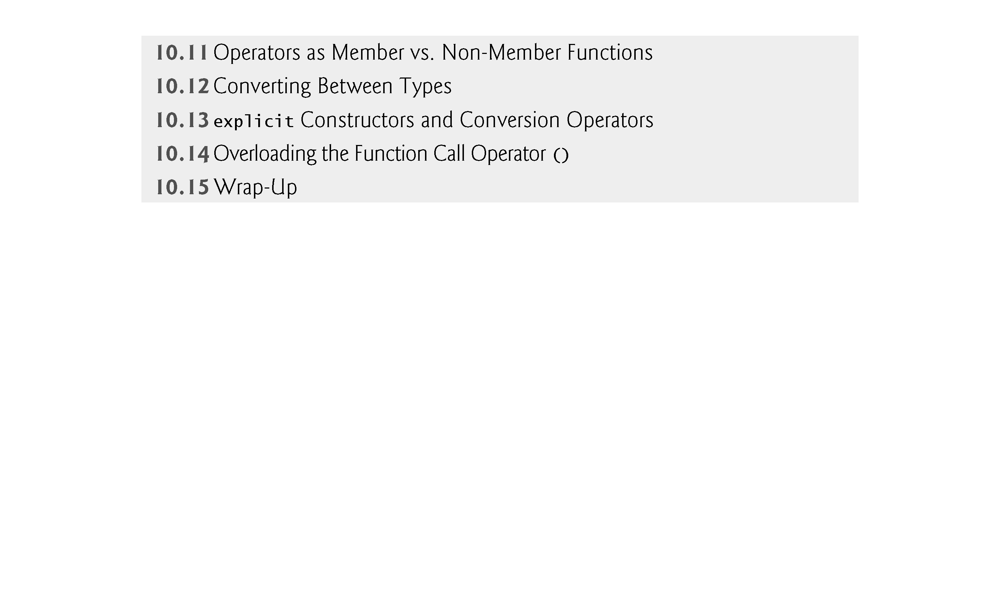 10.11 Operators as Member vs. Non-Member Functions
10.12 Converting Between Types
10.13 explicit Constructors and Conversion Operators
10.14 Overloading the Function Call Operator ()
10.15 Wrap-Up